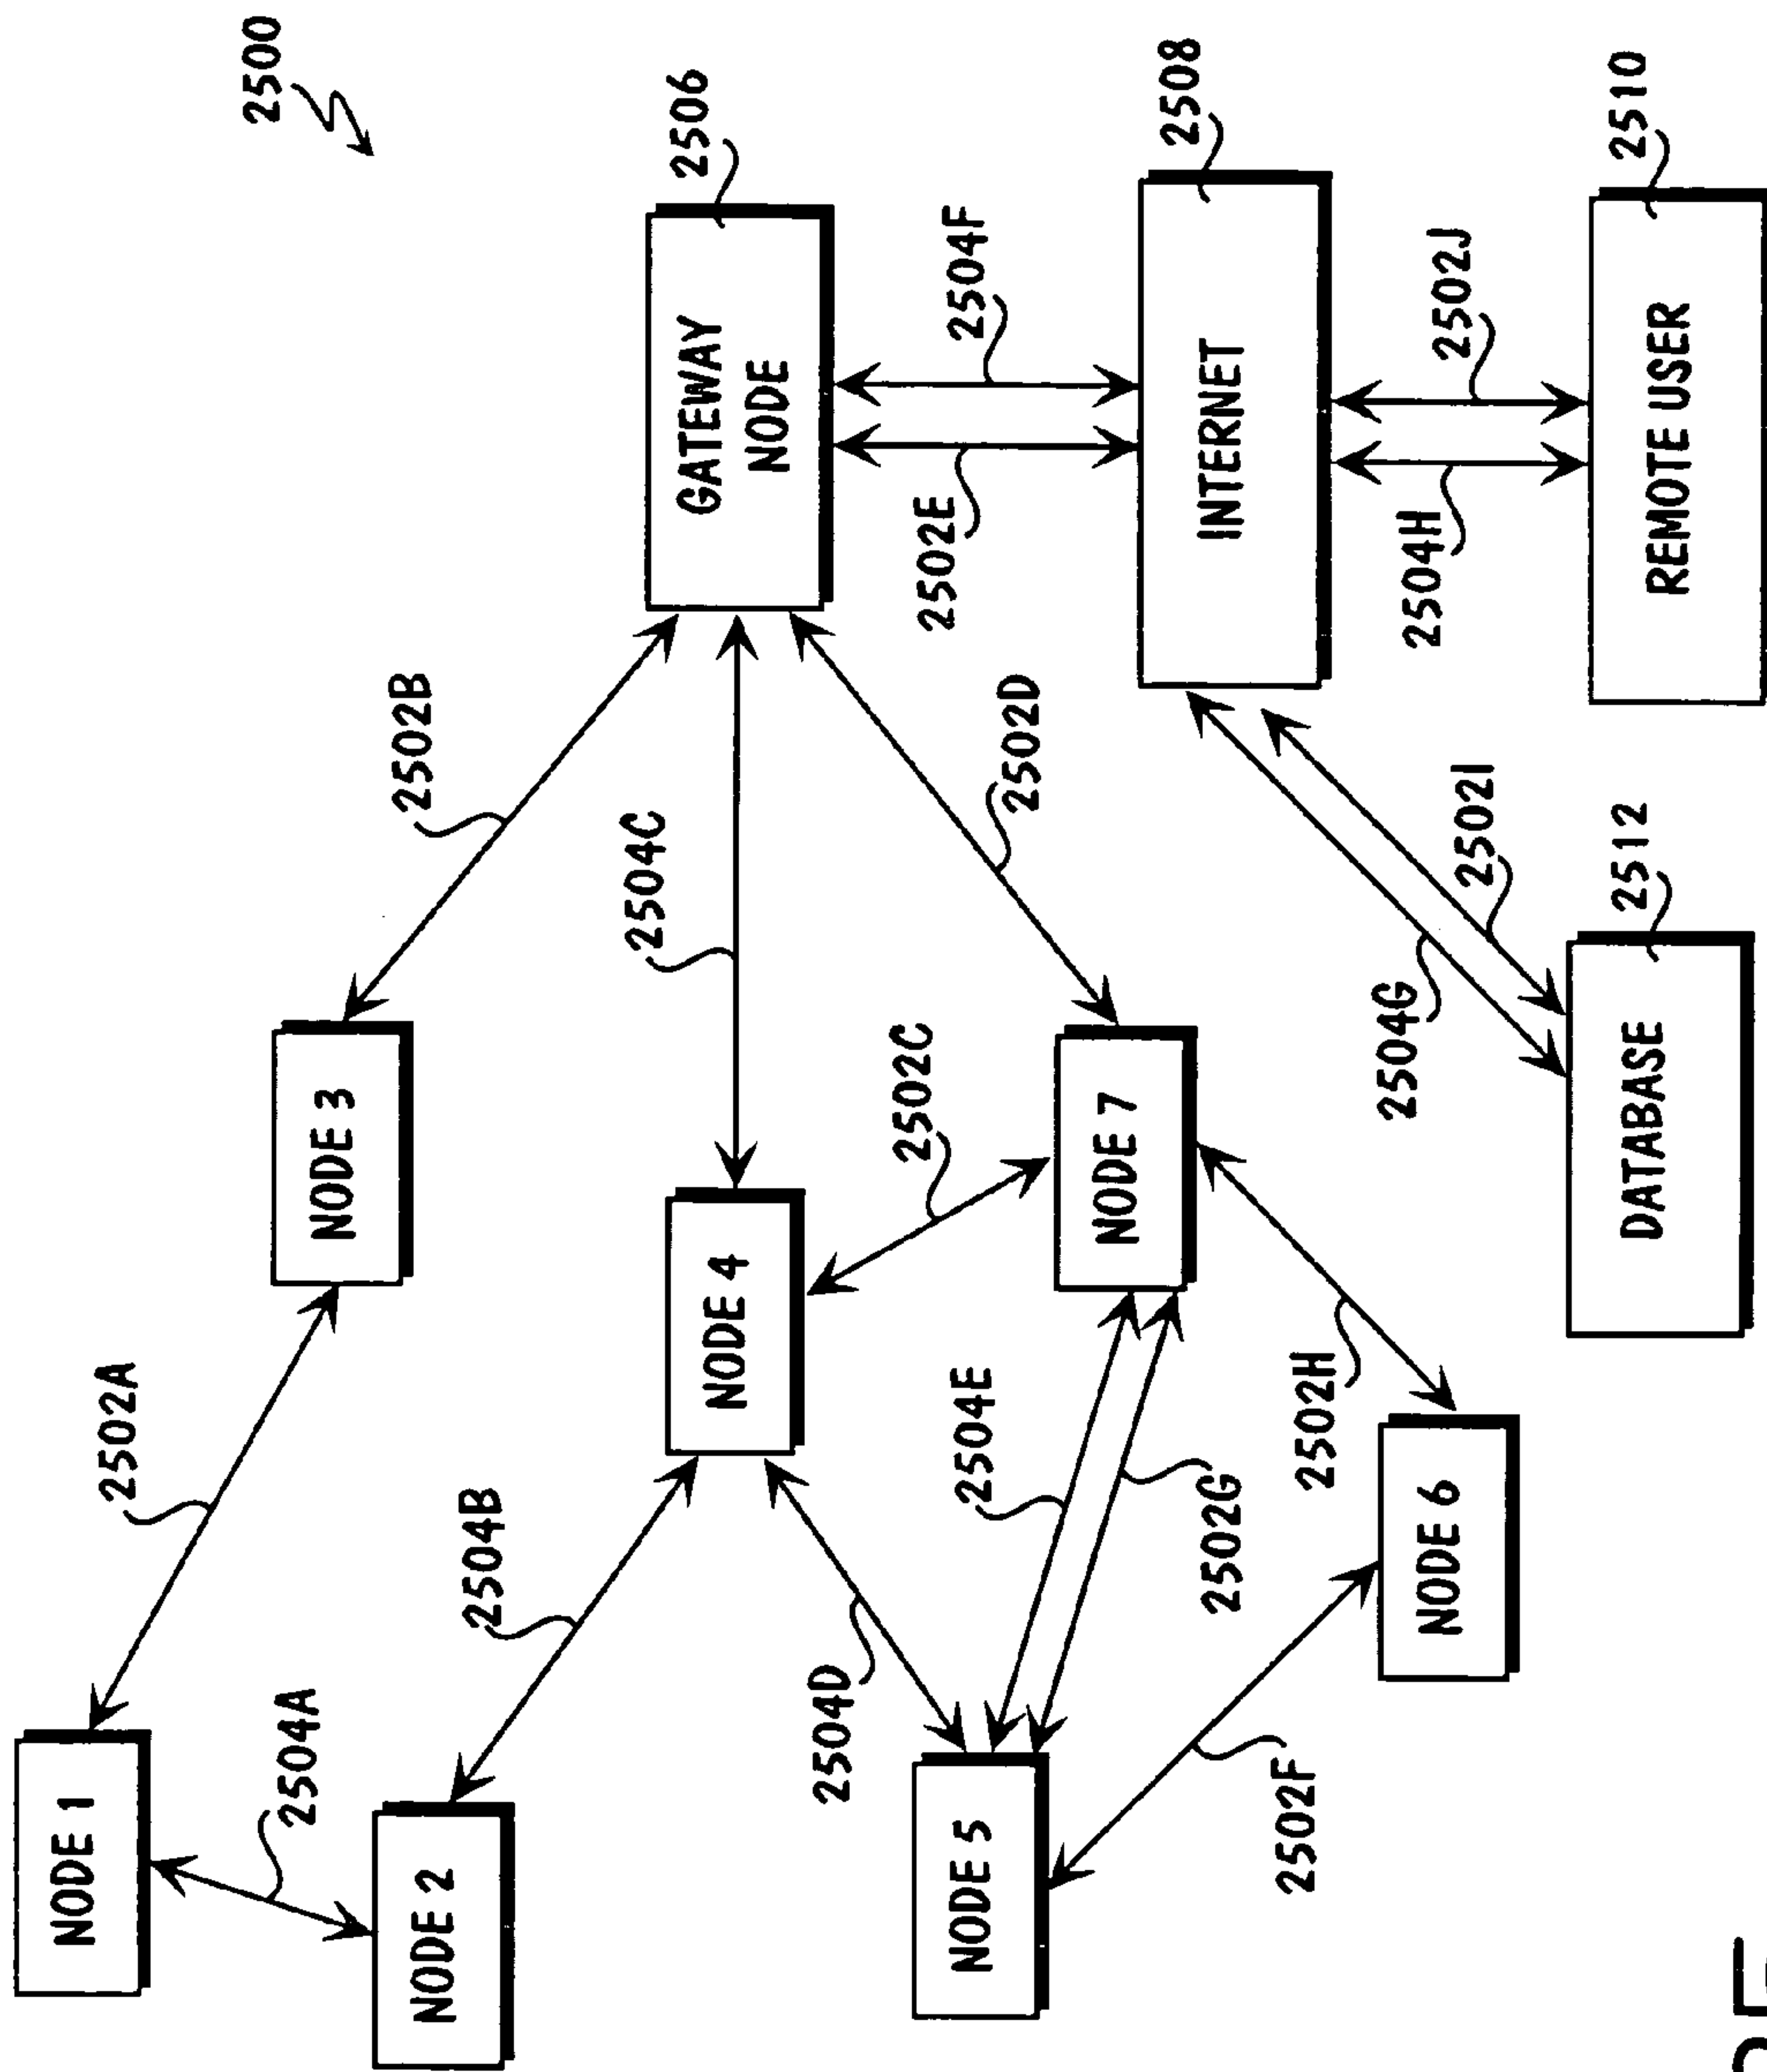 2500
NODE 1
2502A
NODE 3
2502B
GATEWAY
NODE
2506
2504A
NODE 2
2504B
NODE 4
2504C
2504D
2502C
2502D
2502E
2504F
NODE 5
2504E
2502G
NODE 7
INTERNET
2508
2502F
NODE 6
2502H
2504G
2502I
2504H
2502J
DATABASE
2512
REMOTE USER
2510